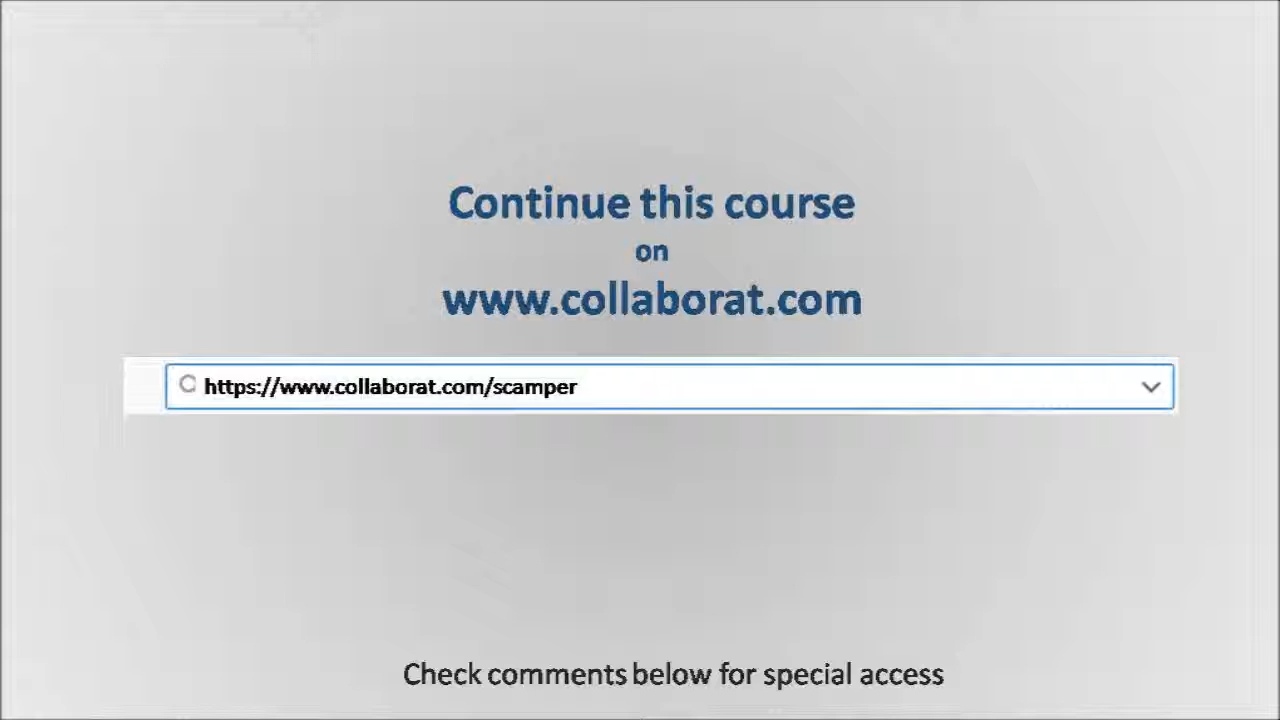 Continue this course
on
www.collaborat.com
https://www.collaborat.com/scamper
Check comments below for special access